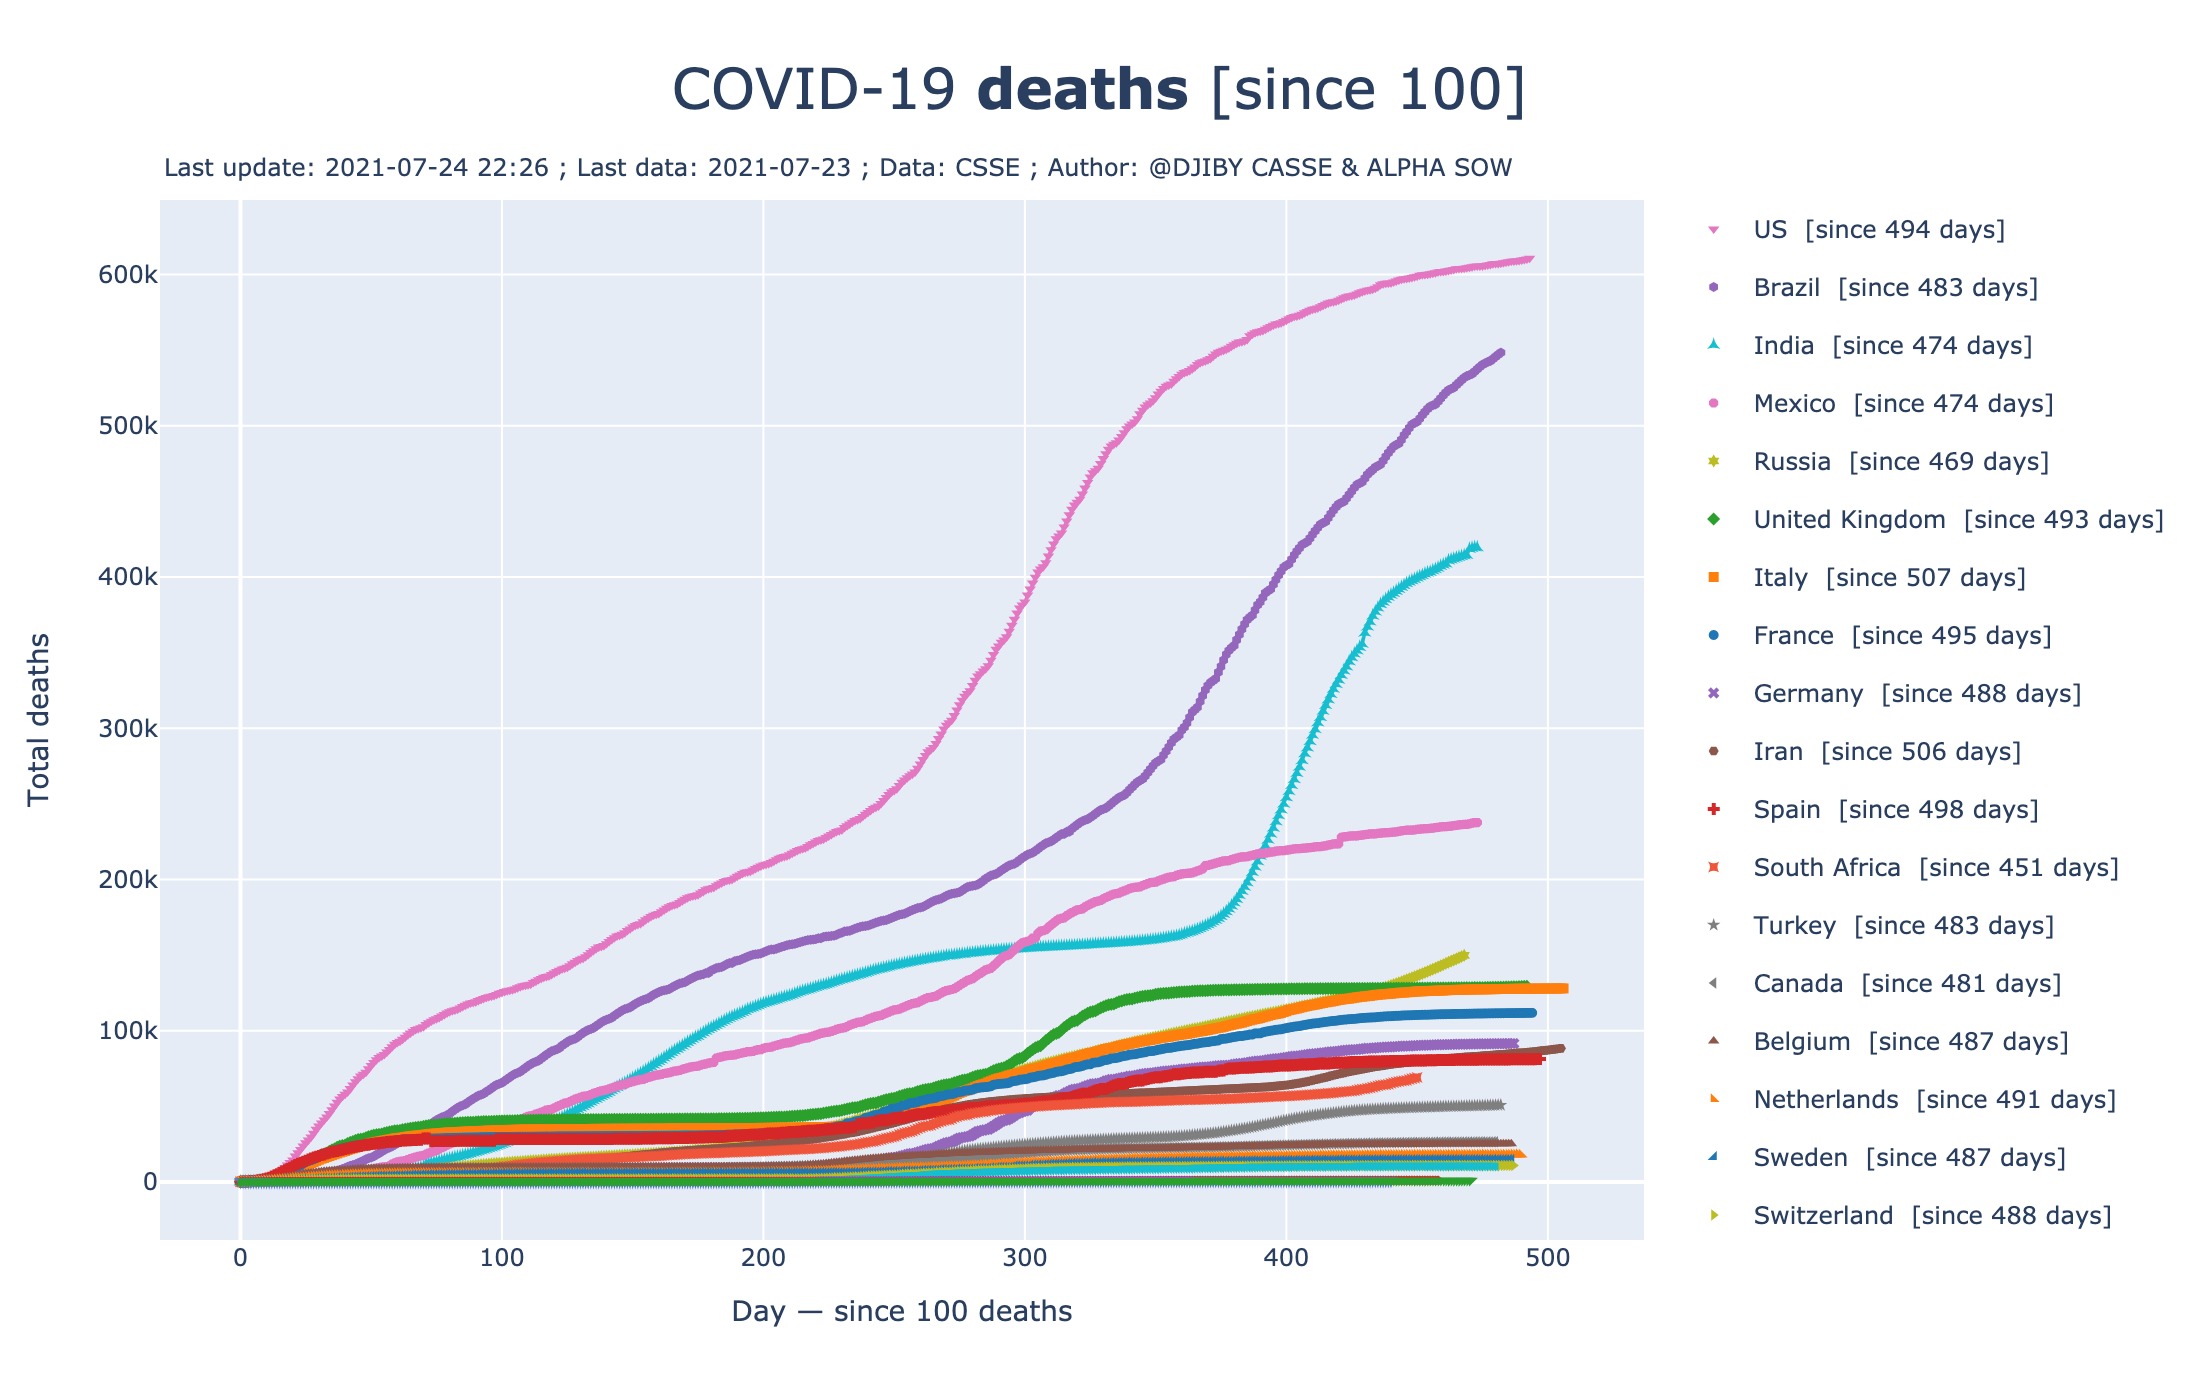 COVID-19 deaths [since 100]
Last update: 2021-07-24 22:26 ; Last data: 2021-07-23 ; Data: CSSE ; Author: @DJIBY CASSE & ALPHA SOW
Total deaths
600k
500k
400k
300k
200k
100k
0
0 100 200 300 400 500
Day — since 100 deaths
US [since 494 days]
Brazil [since 483 days]
India [since 474 days]
Mexico [since 474 days]
Russia [since 469 days]
United Kingdom [since 493 days]
Italy [since 507 days]
France [since 495 days]
Germany [since 488 days]
Iran [since 506 days]
Spain [since 498 days]
South Africa [since 451 days]
Turkey [since 483 days]
Canada [since 481 days]
Belgium [since 487 days]
Netherlands [since 491 days]
Sweden [since 487 days]
Switzerland [since 488 days]